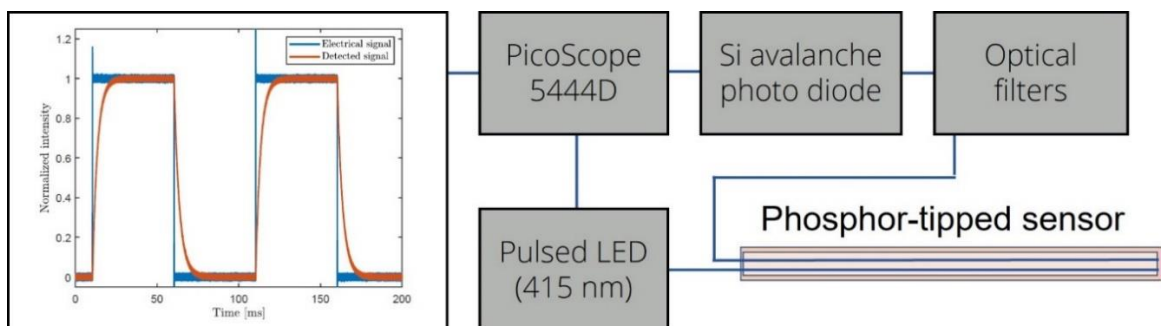 Normalized intensity
1.2
1
0.8
0.6
0.4
0.2
0
0
50
100
150
200
Time [ms]
Electrical signal
Detected signal
PicoScope
5444D
Si avalanche
photo diode
Optical
filters
Pulsed LED
(415 nm)
Phosphor-tipped sensor